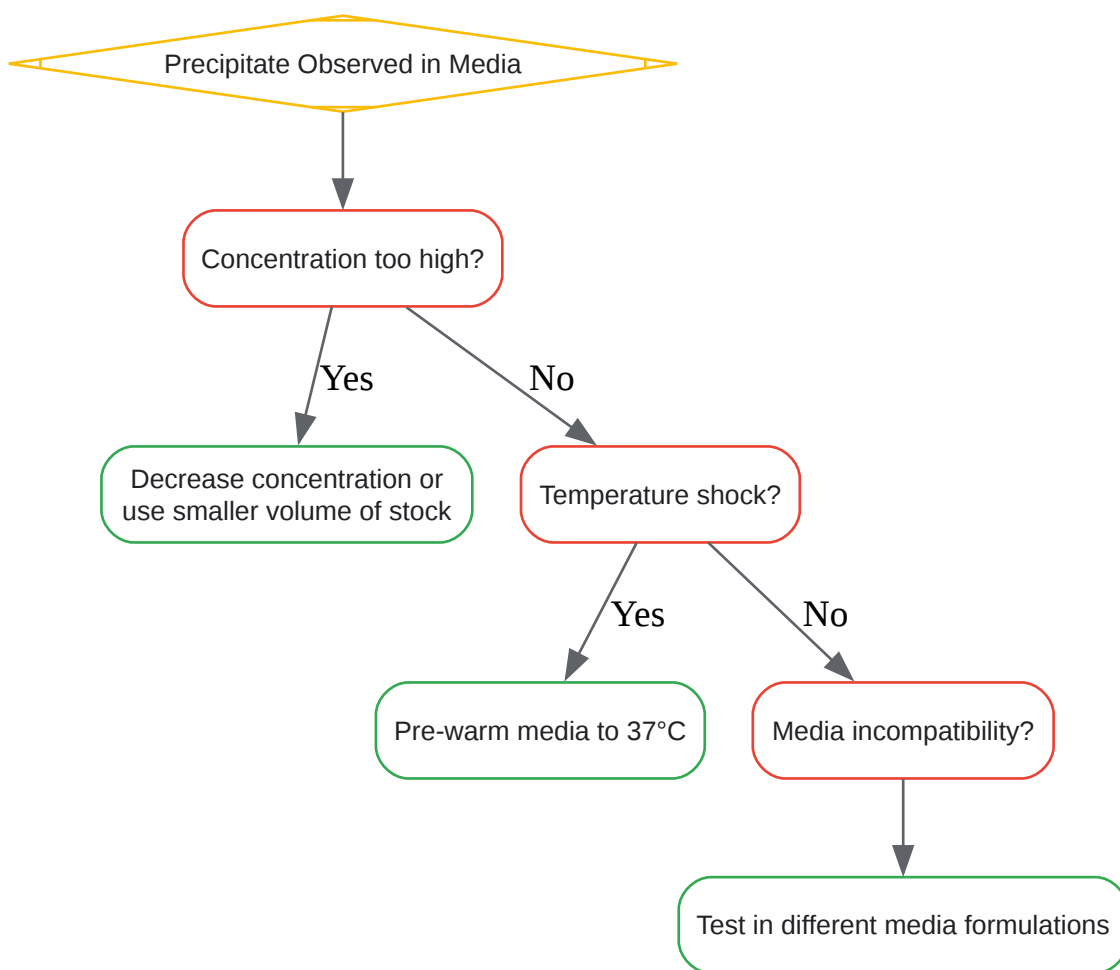 Precipitate Observed in Media
Concentration too high?
Yes
No
Decrease concentration or
use smaller volume of stock
Temperature shock?
Yes
No
Pre-warm media to 37°C
Media incompatibility?
Test in different media formulations